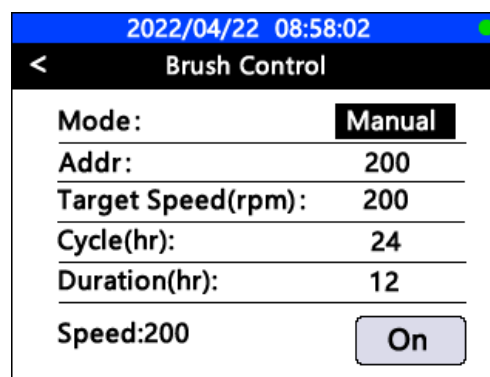 2022/04/22 08:58:02
< Brush Control
Mode: Manual
Addr: 200
Target Speed(rpm): 200
Cycle(hr): 24
Duration(hr): 12
Speed:200 On